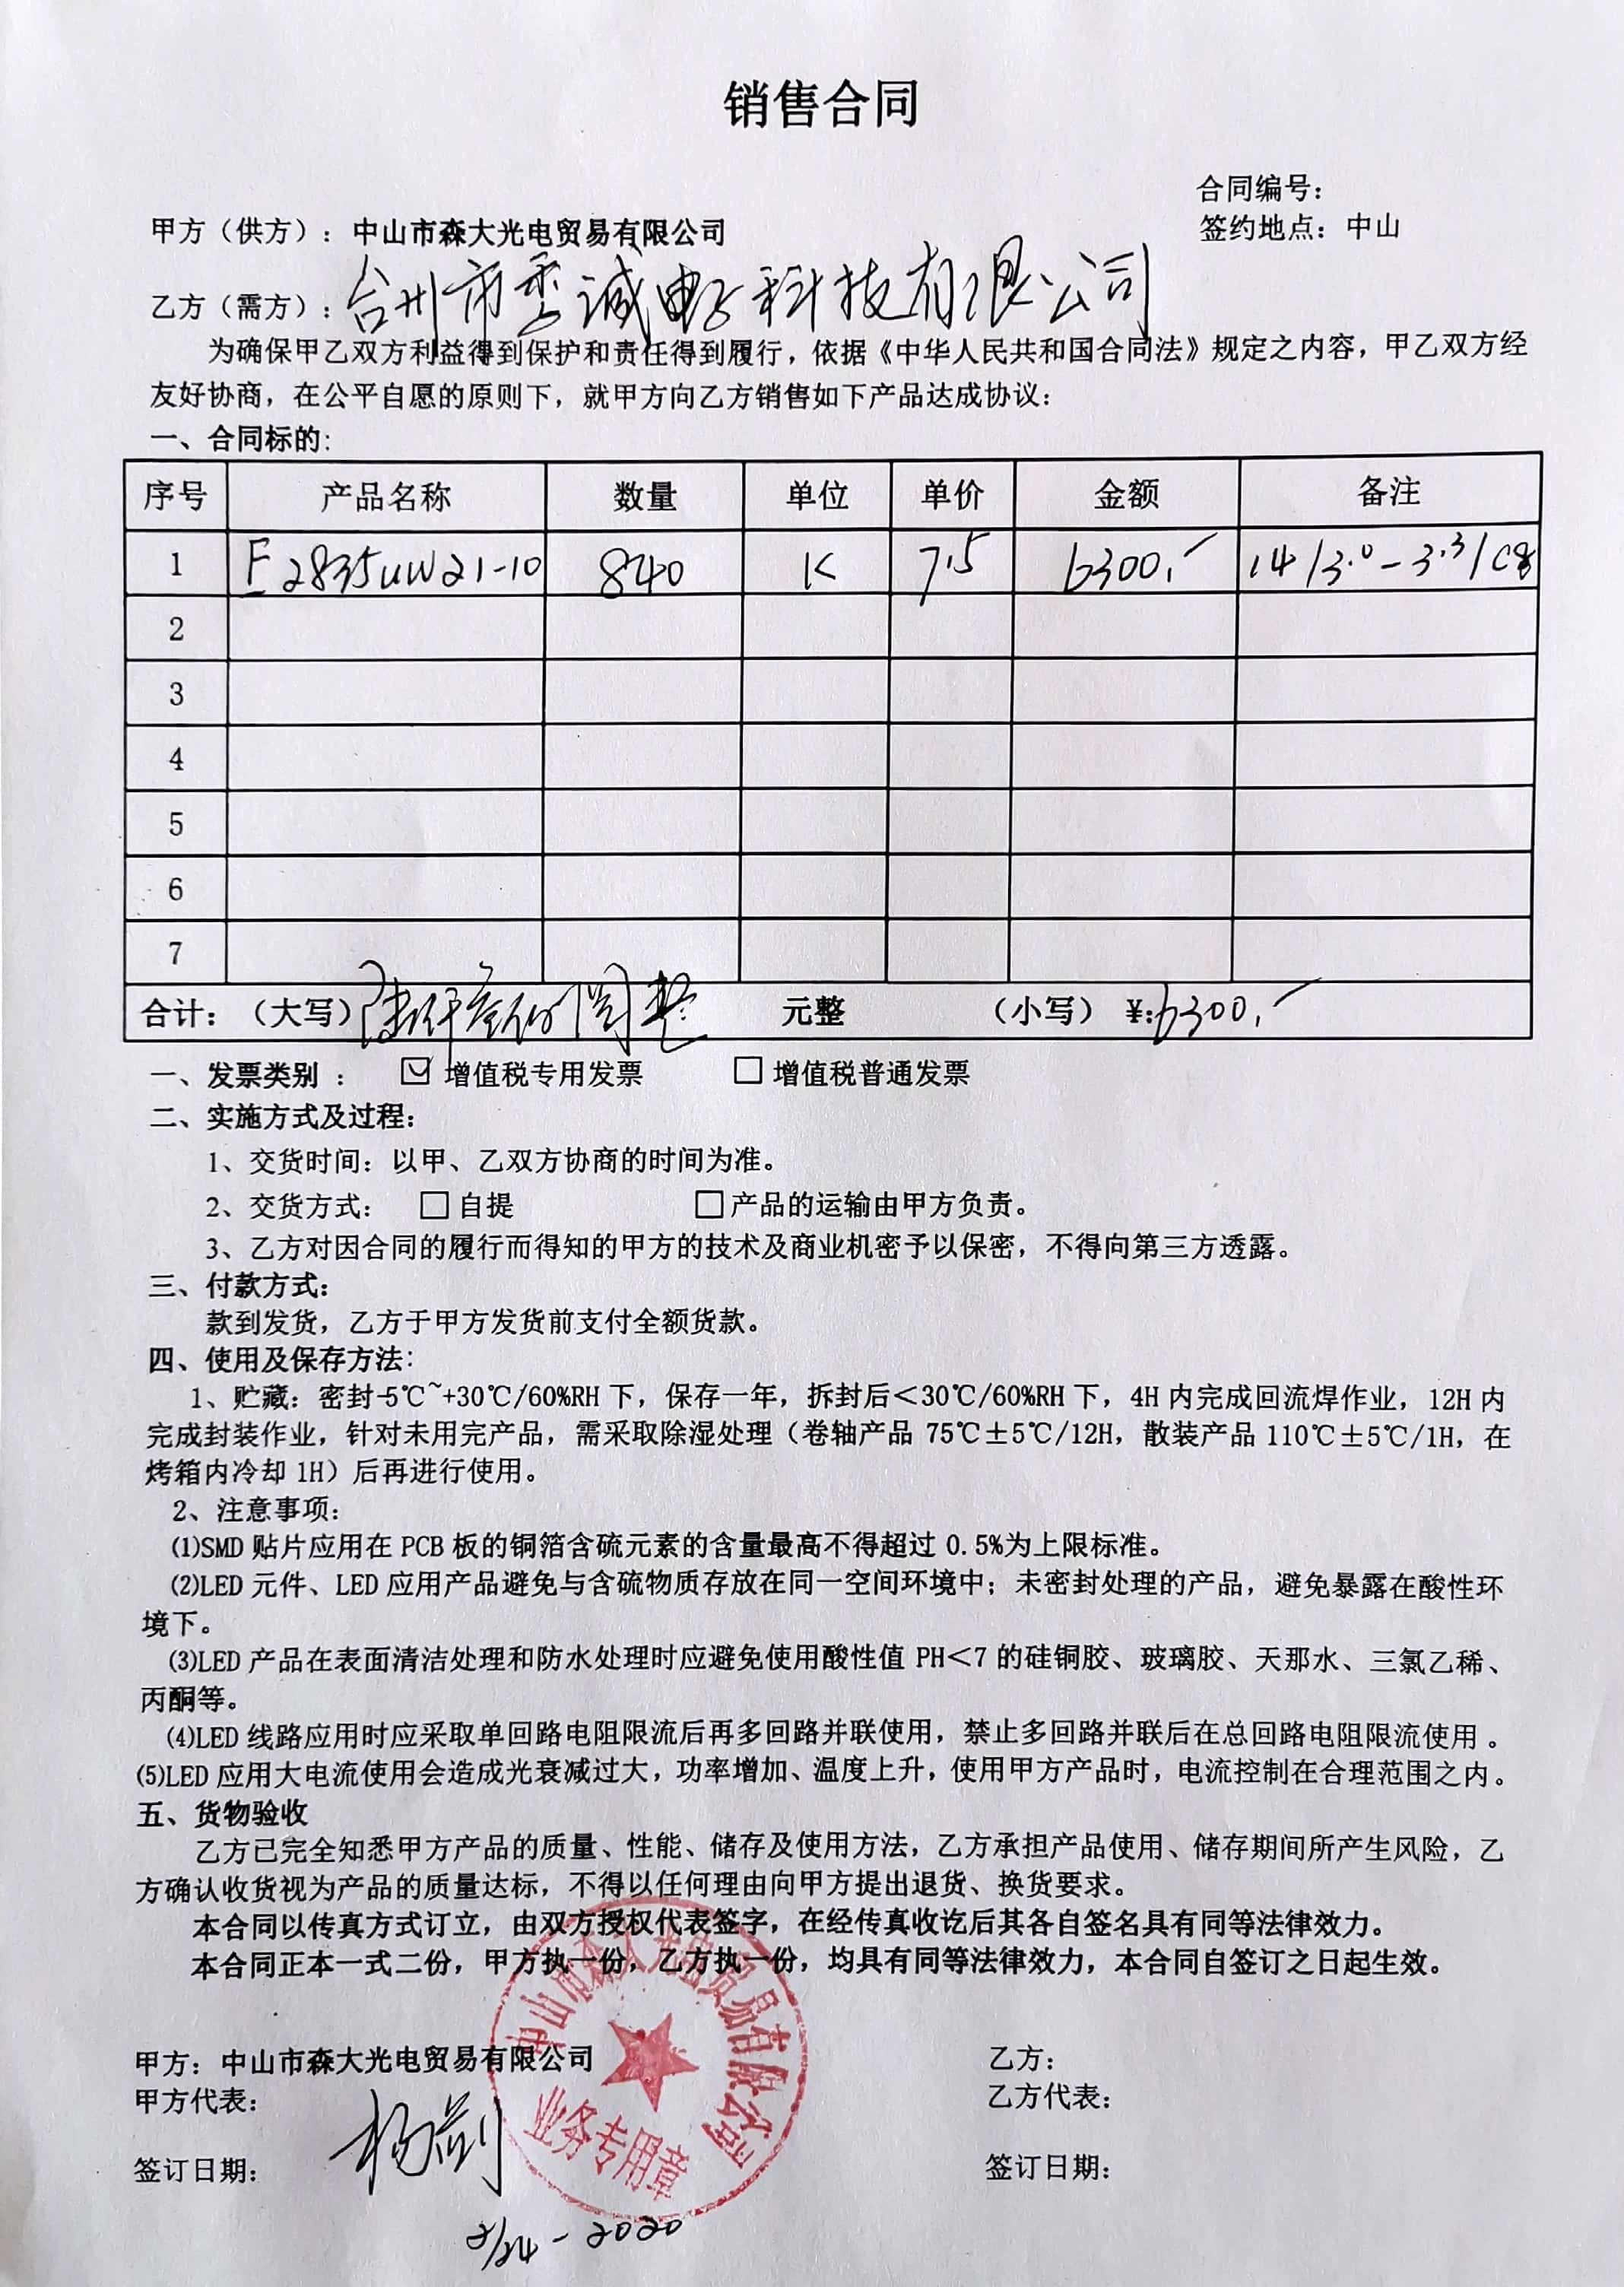 销售合同
合同编号：
甲方（供方）：中山市森大光电贸易有限公司
签约地点：中山
乙方（需方）：台州市秀诚电子科技有限公司
为确保甲乙双方利益得到保护和责任得到履行，依据《中华人民共和国合同法》规定之内容，甲乙双方经
友好协商，在公平自愿的原则下，就甲方向乙方销售如下产品达成协议：
一、合同标的：
序号 产品名称 数量 单位 单价 金额 备注
1 F2835UW21-10 840 K 7.5 6300.- 14/3.0-3.3/
2
3
4
5
6
7
合计：（大写）陆仟叁佰圆整 元整 （小写）¥:6300.-
一、发票类别 ： ☑ 增值税专用发票 □ 增值税普通发票
二、实施方式及过程：
1、交货时间：以甲、乙双方协商的时间为准。
2、交货方式： □ 自提 □ 产品的运输由甲方负责。
3、乙方对因合同的履行而得知的甲方的技术及商业机密予以保密，不得向第三方透露。
三、付款方式：
款到发货，乙方于甲方发货前支付全额货款。
四、使用及保存方法：
1、贮藏：密封-5℃~+30℃/60%RH 下，保存一年，拆封后＜30℃/60%RH 下，4H 内完成回流焊作业，12H 内
完成封装作业，针对未用完产品，需采取除湿处理（卷轴产品 75℃±5℃/12H，散装产品 110℃±5℃/1H，在
烤箱内冷却 1H）后再进行使用。
2、注意事项：
⑴SMD 贴片应用在 PCB 板的铜箔含硫元素的含量最高不得超过 0.5%为上限标准。
⑵LED 元件、LED 应用产品避免与含硫物质存放在同一空间环境中；未密封处理的产品，避免暴露在酸性环
境下。
⑶LED 产品在表面清洁处理和防水处理时应避免使用酸性值 PH＜7 的硅铜胶、玻璃胶、天那水、三氯乙稀、
丙酮等。
⑷LED 线路应用时应采取单回路电阻限流后再多回路并联使用，禁止多回路并联后在总回路电阻限流使用 。
⑸LED 应用大电流使用会造成光衰减过大，功率增加、温度上升，使用甲方产品时，电流控制在合理范围之内。
五、货物验收
乙方已完全知悉甲方产品的质量、性能、储存及使用方法，乙方承担产品使用、储存期间所产生风险，乙
方确认收货视为产品的质量达标，不得以任何理由向甲方提出退货、换货要求。
本合同以传真方式订立，由双方授权代表签字，在经传真收讫后其各自签名具有同等法律效力。
本合同正本一式二份，甲方执一份，乙方执一份，均具有同等法律效力，本合同自签订之日起生效。
中山市森大光电贸易有限公司
业务专用章
甲方：中山市森大光电贸易有限公司
乙方：
甲方代表：
乙方代表：
杨剑
签订日期：
签订日期：
2/24-2020